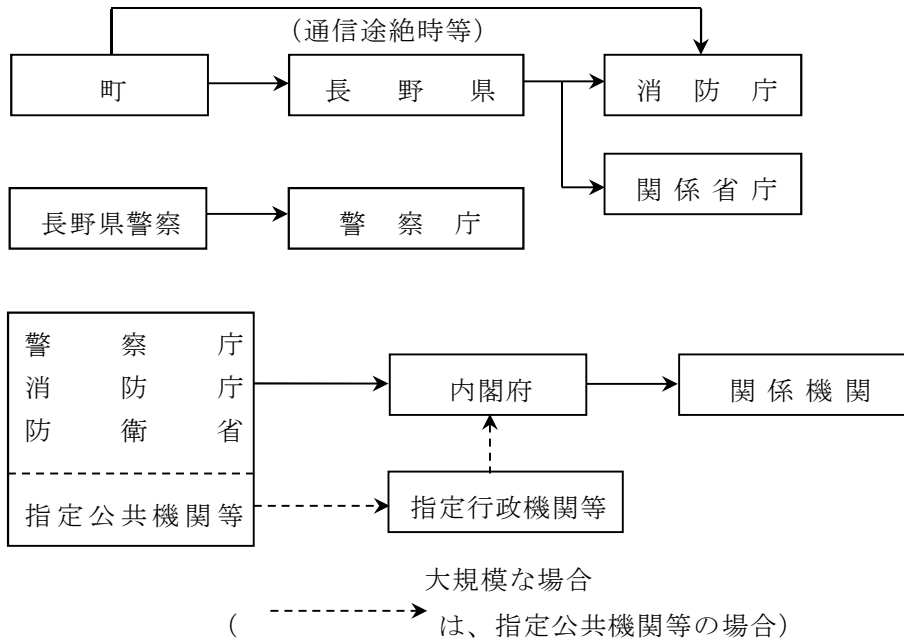 (通信途絶時等)
町
長野県
消防庁
関係省庁
長野県警察
警察庁
警察庁
消防庁
防衛省
内閣府
関係機関
指定公共機関等
指定行政機関等
大規模な場合
( は、指定公共機関等の場合)